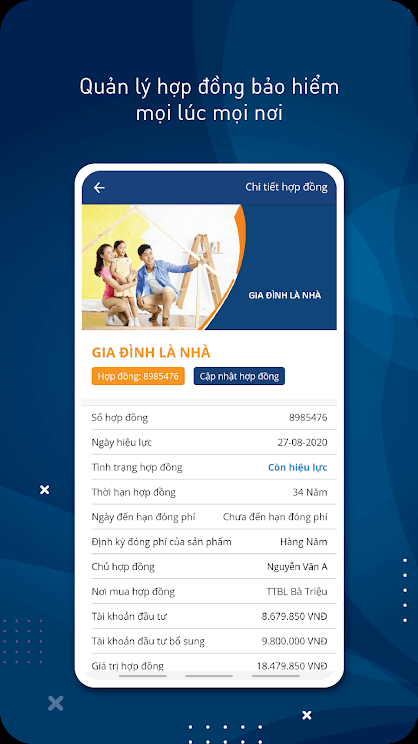 Quản lý hợp đồng bảo hiểm
mọi lúc mọi nơi
Chi tiết hợp đồng
GIA ĐÌNH LÀ NHÀ
GIA ĐÌNH LÀ NHÀ
Hợp đồng: 8985476 Cập nhật hợp đồng
Số hợp đồng 8985476
Ngày hiệu lực 27-08-2020
Tình trạng hợp đồng Còn hiệu lực
Thời hạn hợp đồng 34 Năm
Ngày đến hạn đóng phí Chưa đến hạn đóng phí
Định kỳ đóng phí của sản phẩm Hàng Năm
Chủ hợp đồng Nguyễn Văn A
Nơi mua hợp đồng TTBL Bà Triệu
Tài khoản đầu tư 8.679.850 VNĐ
Tài khoản đầu tư bổ sung 9.800.000 VNĐ
Giá trị hợp đồng 18.479.850 VNĐ